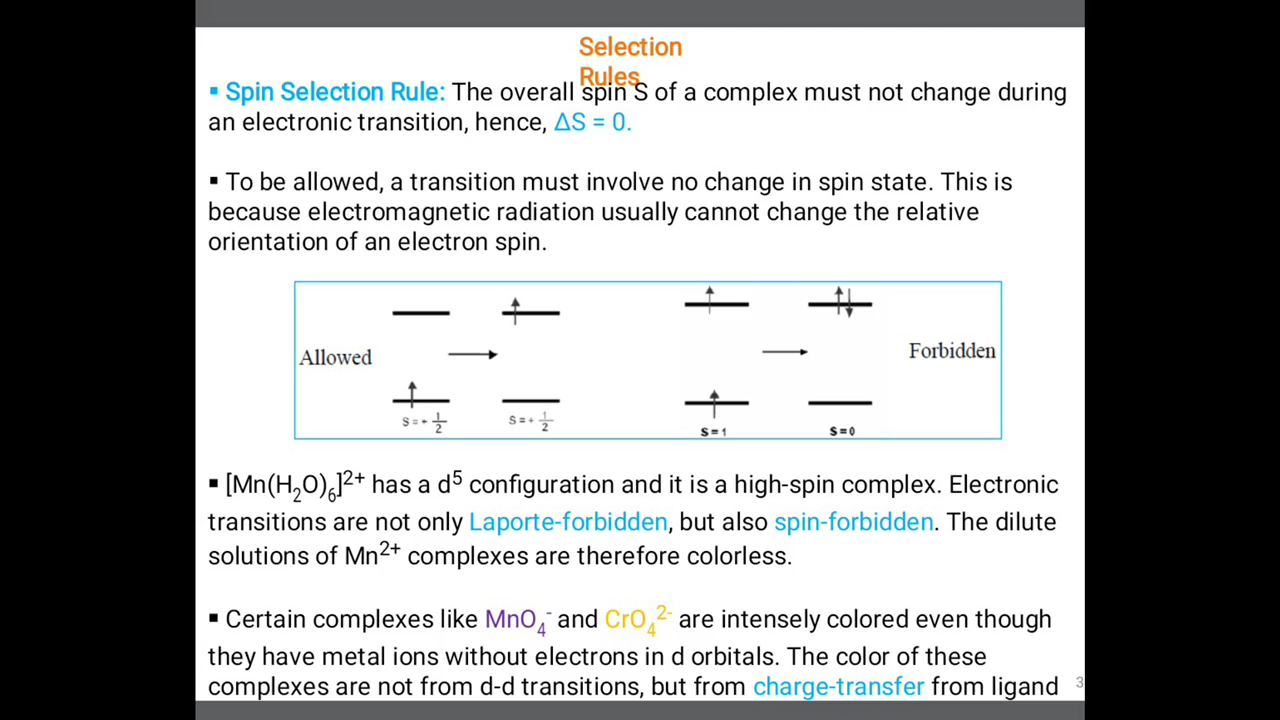 Selection
Rules
▪ Spin Selection Rule: The overall spin S of a complex must not change during
an electronic transition, hence, ΔS = 0.
▪ To be allowed, a transition must involve no change in spin state. This is
because electromagnetic radiation usually cannot change the relative
orientation of an electron spin.
Allowed
S = + 1/2
S = + 1/2
S = 1
S = 0
Forbidden
▪ [Mn(H₂O)₆]²⁺ has a d⁵ configuration and it is a high-spin complex. Electronic
transitions are not only Laporte-forbidden, but also spin-forbidden. The dilute
solutions of Mn²⁺ complexes are therefore colorless.
▪ Certain complexes like MnO₄⁻ and CrO₄²⁻ are intensely colored even though
they have metal ions without electrons in d orbitals. The color of these
complexes are not from d-d transitions, but from charge-transfer from ligand
3